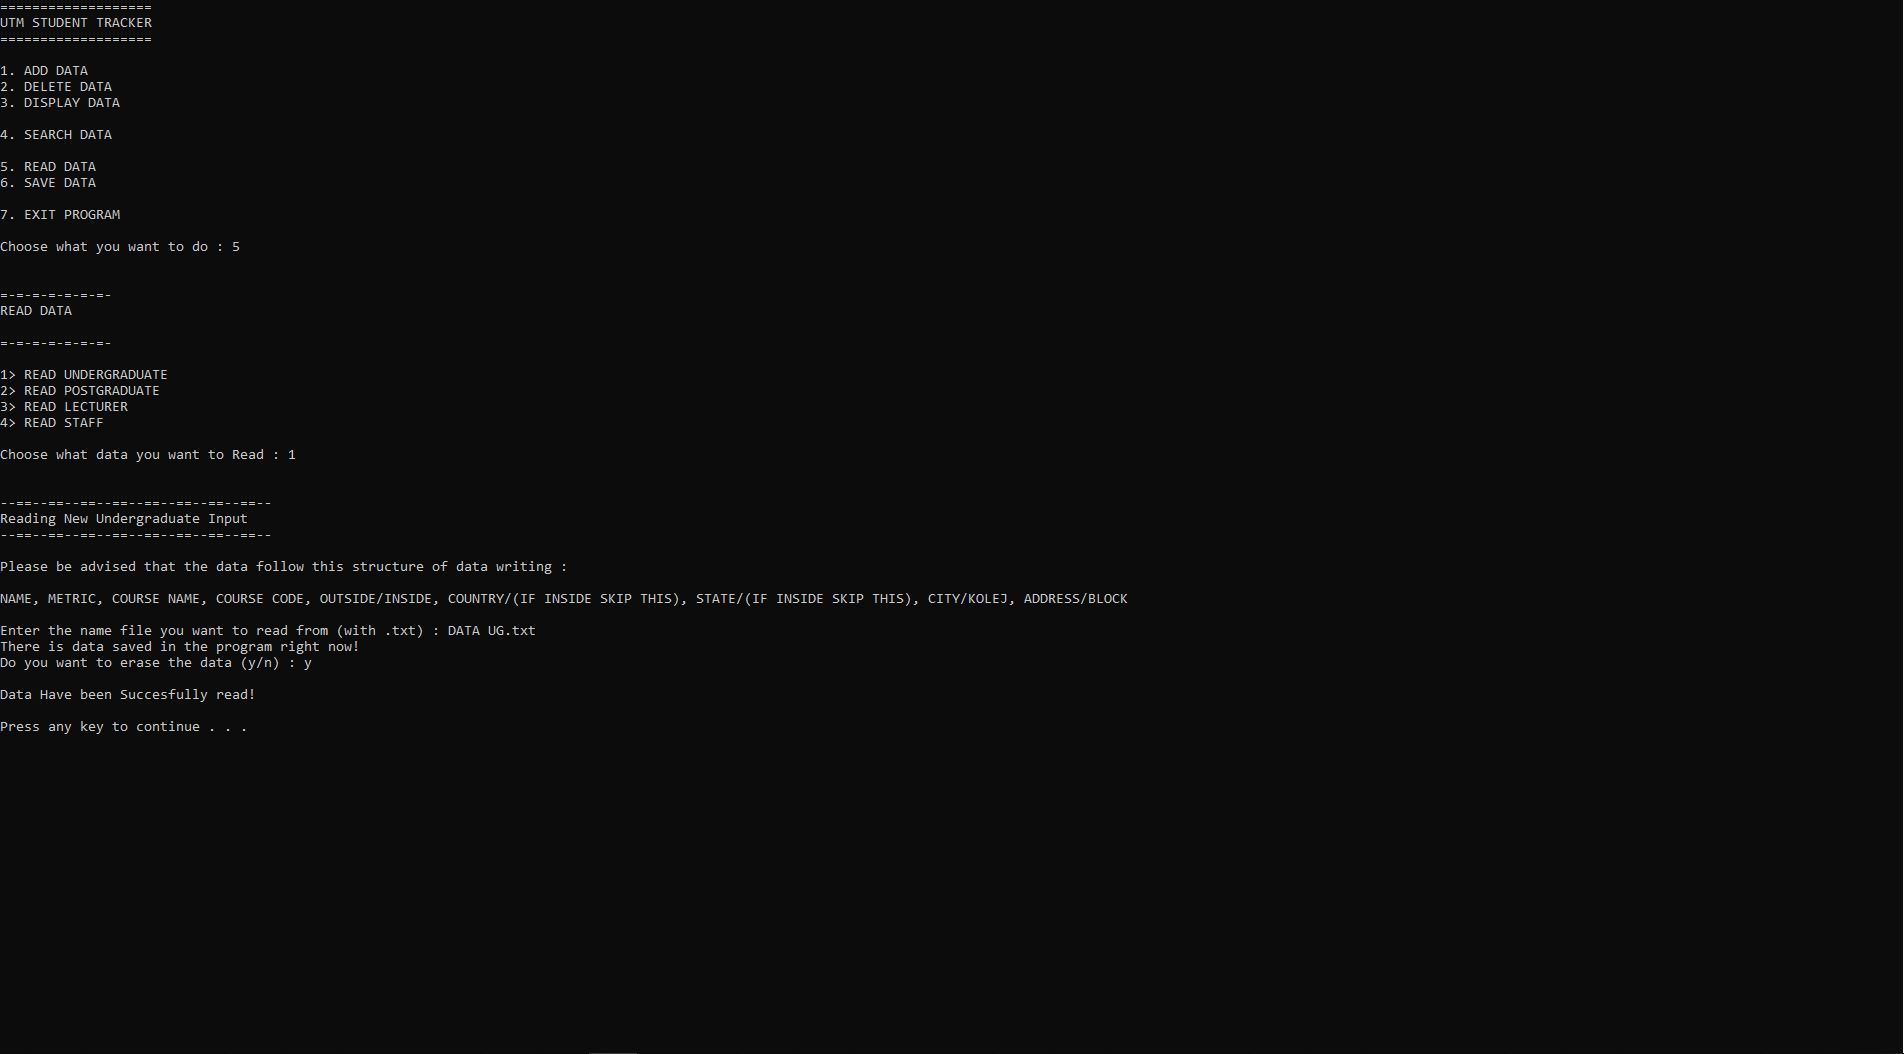 ===================
UTM STUDENT TRACKER
===================
1. ADD DATA
2. DELETE DATA
3. DISPLAY DATA
4. SEARCH DATA
5. READ DATA
6. SAVE DATA
7. EXIT PROGRAM
Choose what you want to do : 5
=-=-=-=-=-=-=-
READ DATA
=-=-=-=-=-=-=-
1> READ UNDERGRADUATE
2> READ POSTGRADUATE
3> READ LECTURER
4> READ STAFF
Choose what data you want to Read : 1
--==--==--==--==--==--==--==--==--
Reading New Undergraduate Input
--==--==--==--==--==--==--==--==--
Please be advised that the data follow this structure of data writing :
NAME, METRIC, COURSE NAME, COURSE CODE, OUTSIDE/INSIDE, COUNTRY/(IF INSIDE SKIP THIS), STATE/(IF INSIDE SKIP THIS), CITY/KOLEJ, ADDRESS/BLOCK
Enter the name file you want to read from (with .txt) : DATA UG.txt
There is data saved in the program right now!
Do you want to erase the data (y/n) : y
Data Have been Succesfully read!
Press any key to continue . . .